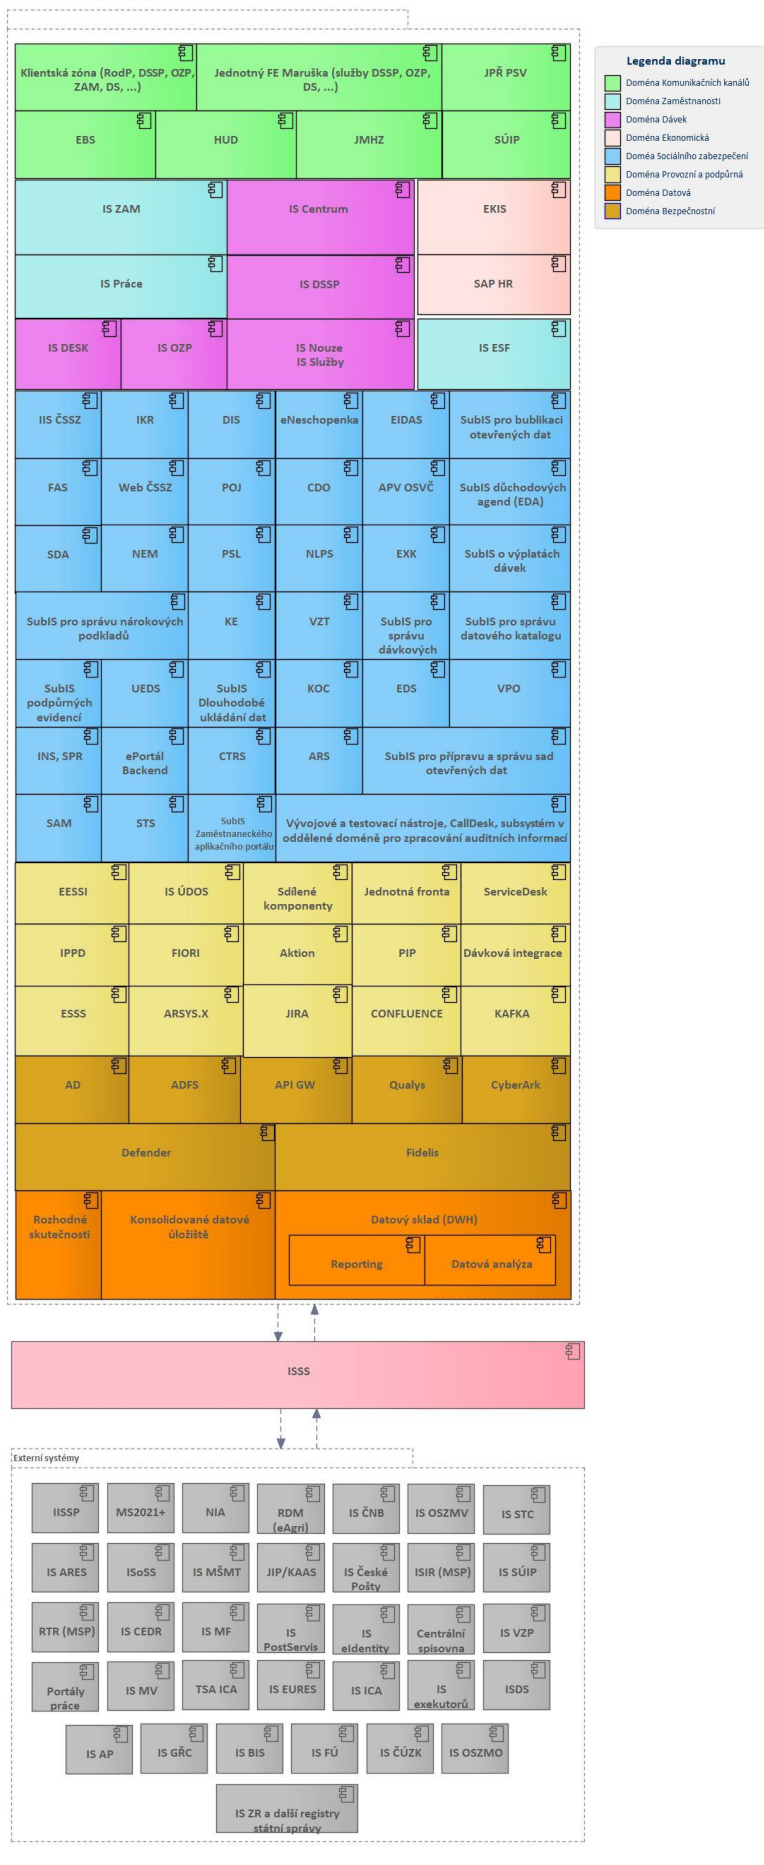 Legenda diagramu
Doména Komunikačních kanálů
Doména Zaměstnanosti
Doména Dávek
Doména Ekonomická
Doméa Sociálního zabezpečení
Doména Provozní a podpůrná
Doména Datová
Doména Bezpečnostní
Klientská zóna (RodP, DSSP, OZP,
ZAM, DS, ...)
Jednotný FE Maruška (služby DSSP, OZP,
DS, ...)
JPŘ PSV
EBS
HUD
JMHZ
SÚIP
IS ZAM
IS Centrum
EKIS
IS Práce
IS DSSP
SAP HR
IS DESK
IS OZP
IS Nouze
IS Služby
IS ESF
IIS ČSSZ
IKR
DIS
eNeschopenka
EIDAS
SubIS pro bublikaci
otevřených dat
FAS
Web ČSSZ
POJ
CDO
APV OSVČ
SubIS důchodových
agend (EDA)
SDA
NEM
PSL
NLPS
EXK
SubIS o výplatách
dávek
SubIS pro správu nárokových
podkladů
KE
VZT
SubIS pro
správu
dávkových
SubIS pro správu
datového katalogu
SubIS
podpůrných
evidencí
UEDS
SubIS
Dlouhodobé
ukládání dat
KOC
EDS
VPO
INS, SPR
ePortál
Backend
CTRS
ARS
SubIS pro přípravu a správu sad
otevřených dat
SAM
STS
SubIS
Zaměstnaneckého
aplikačního portálu
Vývojové a testovací nástroje, CallDesk, subsystém v
oddělené doméně pro zpracování auditních informací
EESSI
IS ÚDOS
Sdílené
komponenty
Jednotná fronta
ServiceDesk
IPPD
FIORI
Aktion
PIP
Dávková integrace
ESSS
ARSYS.X
JIRA
CONFLUENCE
KAFKA
AD
ADFS
API GW
Qualys
CyberArk
Defender
Fidelis
Rozhodné
skutečnosti
Konsolidované datové
úložiště
Datový sklad (DWH)
Reporting
Datová analýza
ISSS
Externí systémy
IISSP
MS2021+
NIA
RDM
(eAgri)
IS ČNB
IS OSZMV
IS STC
IS ARES
ISoSS
IS MŠMT
JIP/KAAS
IS České
Pošty
ISIR (MSP)
IS SÚIP
RTR (MSP)
IS CEDR
IS MF
IS
PostServis
IS
eIdentity
Centrální
spisovna
IS VZP
Portály
práce
IS MV
TSA ICA
IS EURES
IS ICA
IS
exekutorů
ISDS
IS AP
IS GŘC
IS BIS
IS FÚ
IS ČÚZK
IS OSZMO
IS ZR a další registry
státní správy